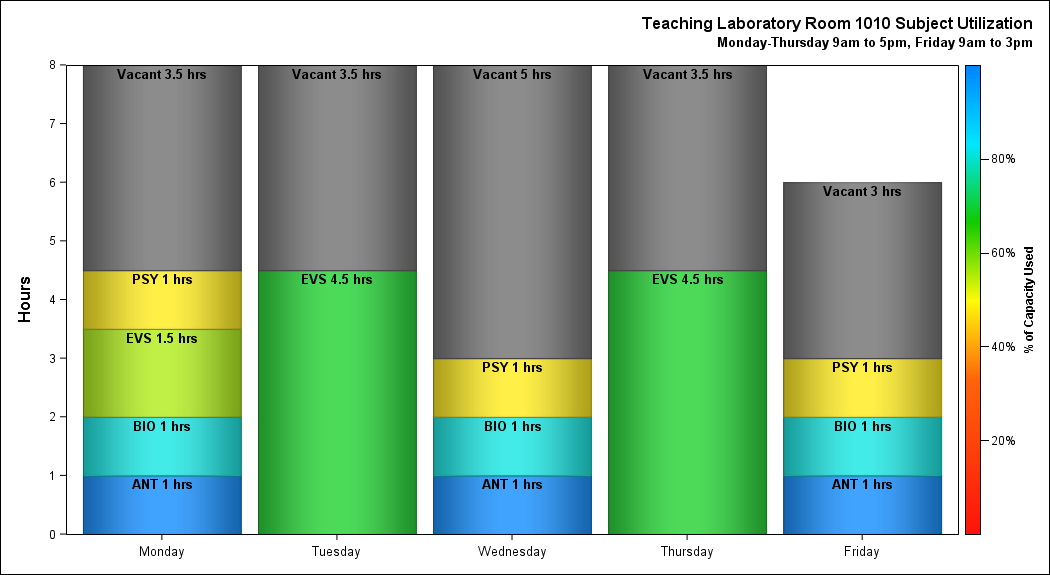 Teaching Laboratory Room 1010 Subject Utilization
Monday-Thursday 9am to 5pm, Friday 9am to 3pm
Hours
8
7
6
5
4
3
2
1
0
Vacant 3.5 hrs
PSY 1 hrs
EVS 1.5 hrs
BIO 1 hrs
ANT 1 hrs
Vacant 3.5 hrs
EVS 4.5 hrs
Vacant 5 hrs
PSY 1 hrs
BIO 1 hrs
ANT 1 hrs
Vacant 3.5 hrs
EVS 4.5 hrs
Vacant 3 hrs
PSY 1 hrs
BIO 1 hrs
ANT 1 hrs
Monday
Tuesday
Wednesday
Thursday
Friday
80%
60%
40%
20%
% of Capacity Used